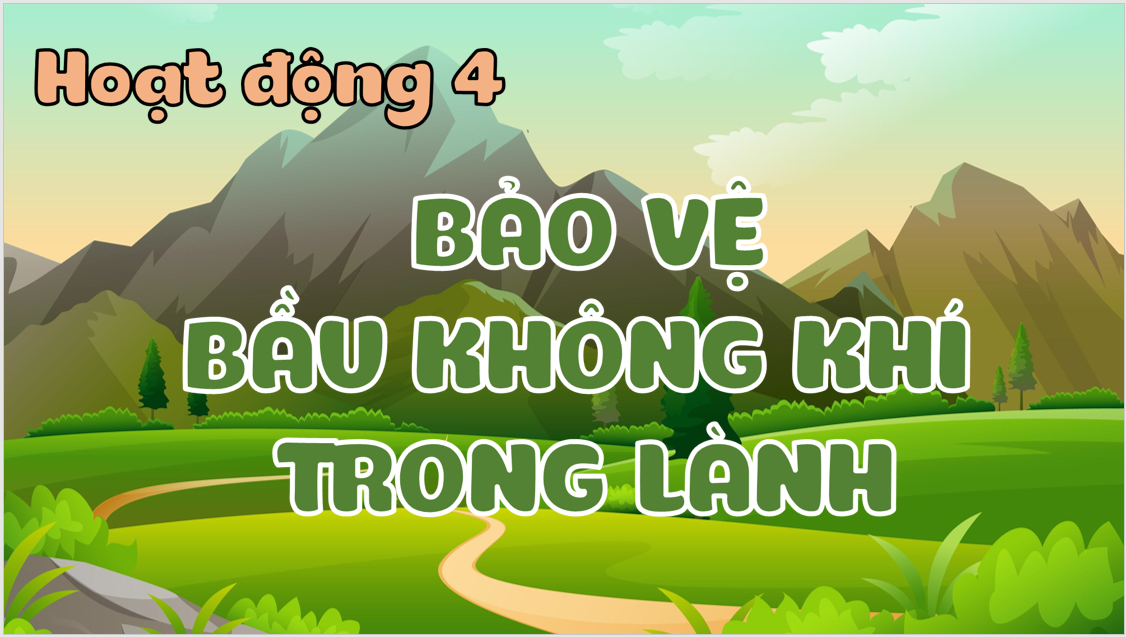 Hoạt động 4
BẢO VỆ
BẦU KHÔNG KHÍ
TRONG LÀNH